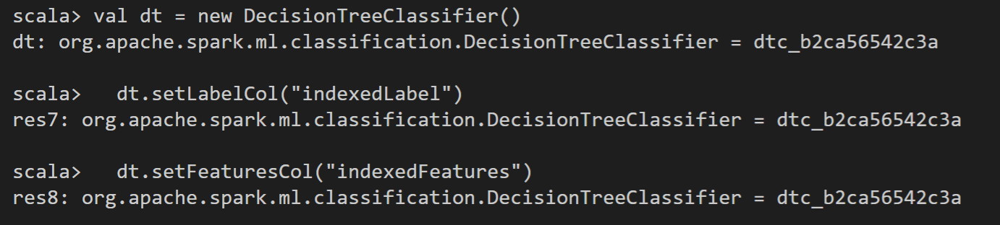 scala> val dt = new DecisionTreeClassifier()
dt: org.apache.spark.ml.classification.DecisionTreeClassifier = dtc_b2ca56542c3a
scala>   dt.setLabelCol("indexedLabel")
res7: org.apache.spark.ml.classification.DecisionTreeClassifier = dtc_b2ca56542c3a
scala>   dt.setFeaturesCol("indexedFeatures")
res8: org.apache.spark.ml.classification.DecisionTreeClassifier = dtc_b2ca56542c3a